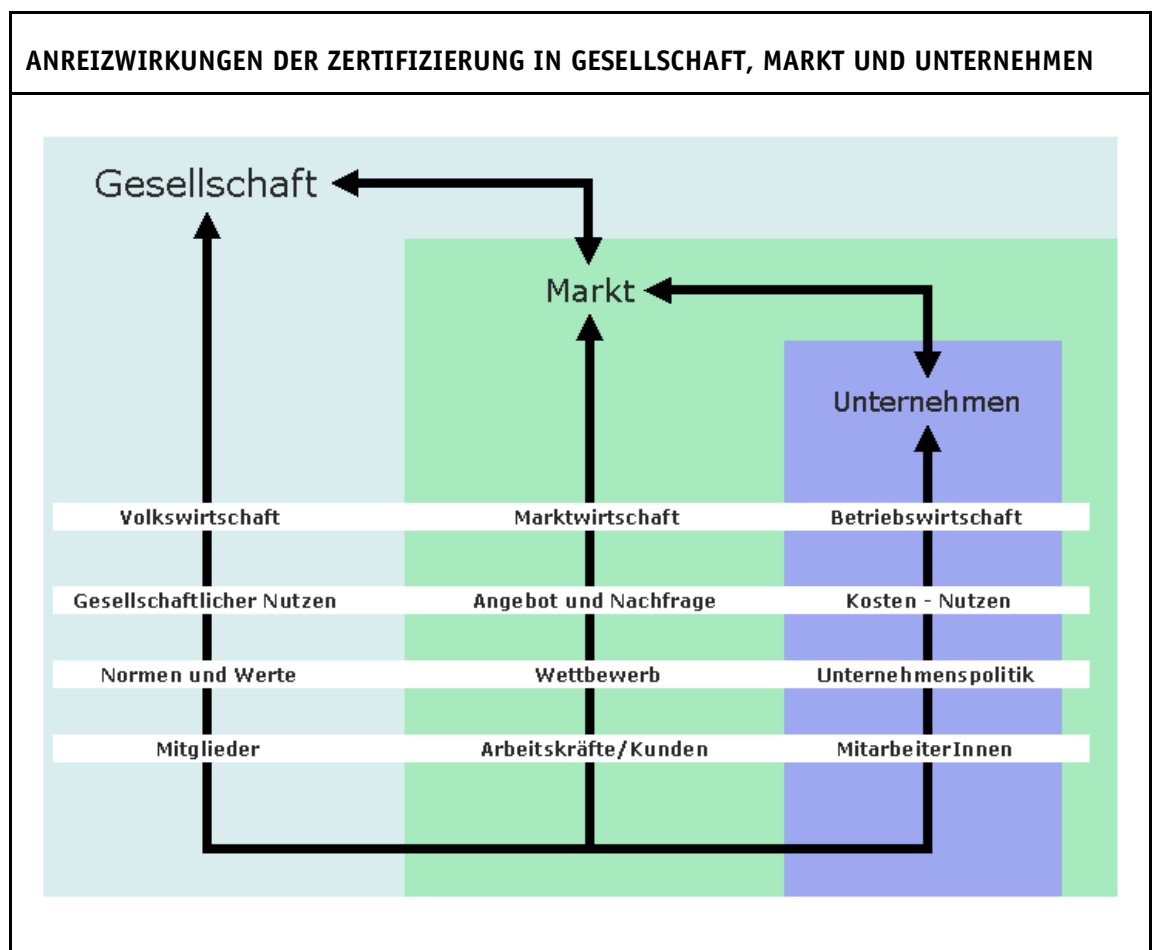 ANREIZWIRKUNGEN DER ZERTIFIZIERUNG IN GESELLSCHAFT, MARKT UND UNTERNEHMEN
Gesellschaft
Markt
Unternehmen
Volkswirtschaft Marktwirtschaft Betriebswirtschaft
Gesellschaftlicher Nutzen Angebot und Nachfrage Kosten - Nutzen
Normen und Werte Wettbewerb Unternehmenspolitik
Mitglieder Arbeitskräfte/Kunden MitarbeiterInnen